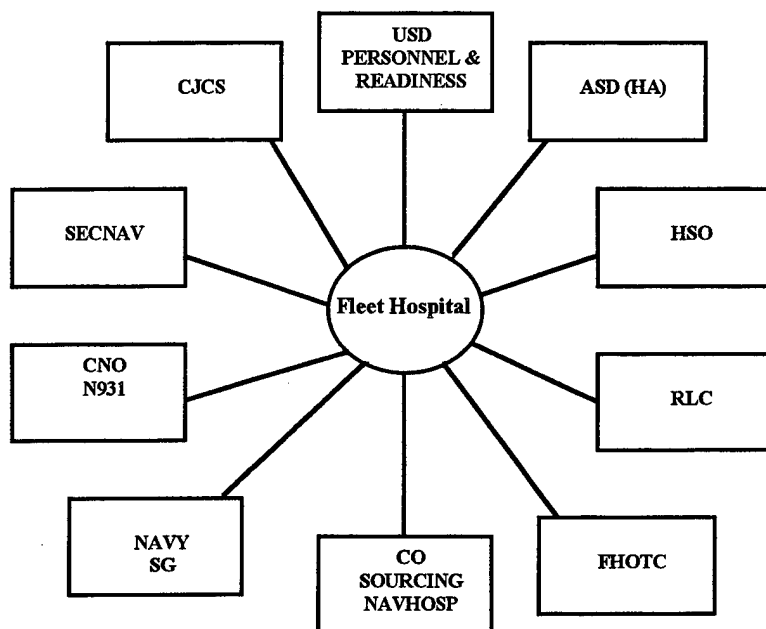 USD
PERSONNEL &
READINESS
CJCS
ASD (HA)
SECNAV
HSO
Fleet Hospital
CNO
N931
RLC
NAVY
SG
CO
SOURCING
NAVHOSP
FHOTC